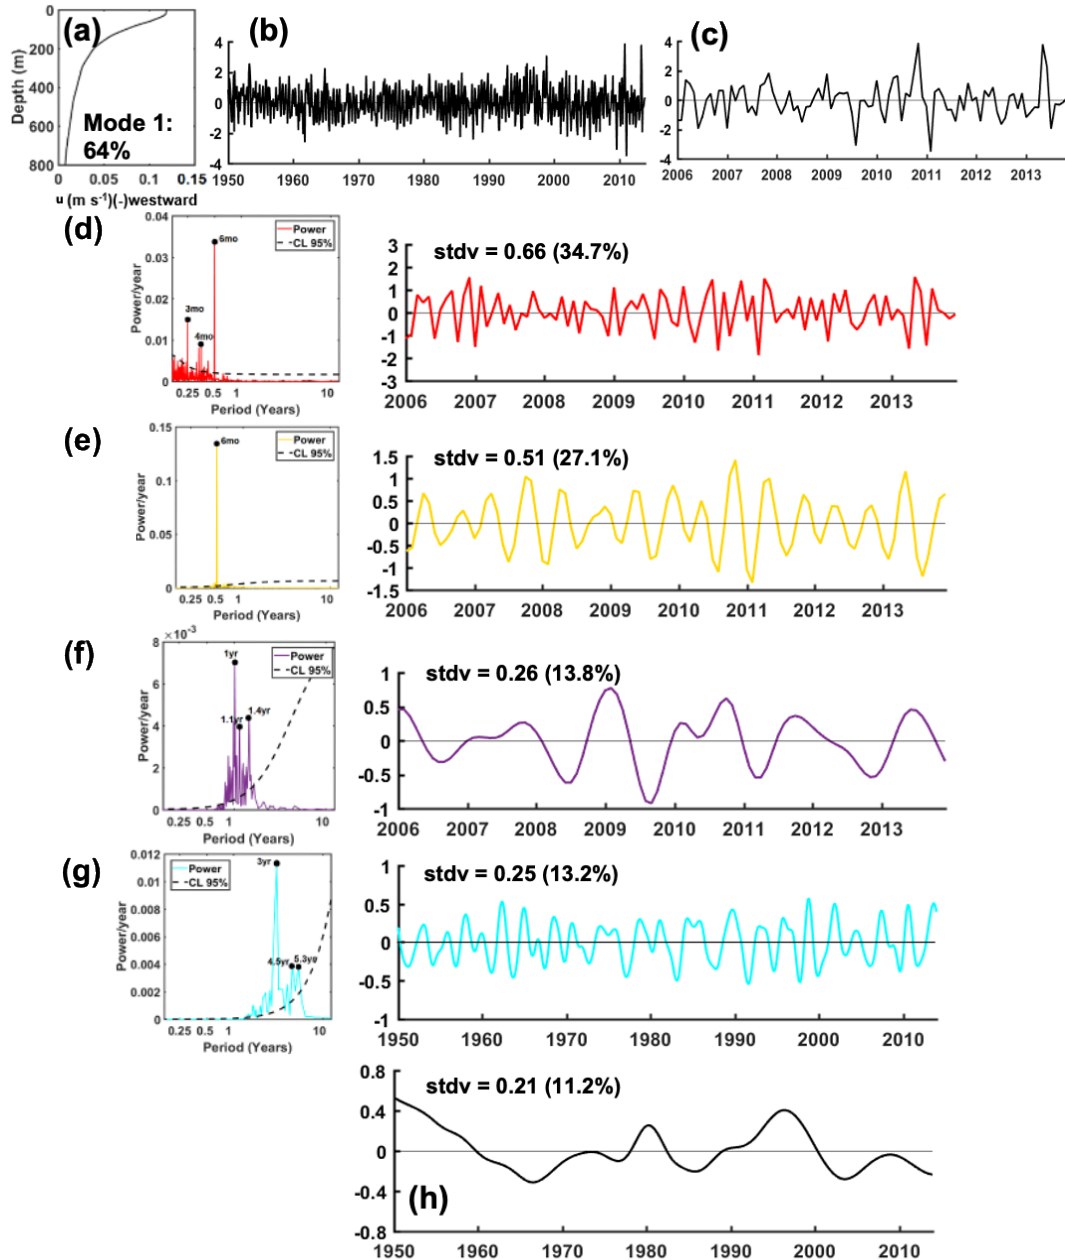 (a)
0
200
400
600
800
Depth (m)
Mode 1:
64%
0 0.05 0.1 0.15
u (m s⁻¹)(-)westward
(b)
4
2
0
-2
-4
1950 1960 1970 1980 1990 2000 2010
(c)
4
2
0
-2
-4
2006 2007 2008 2009 2010 2011 2012 2013
(d)
0.04
0.03
0.02
0.01
0
Power/year
Power
CL 95%
6mo
3mo
4mo
0.25 0.5 1 10
Period (Years)
stdv = 0.66 (34.7%)
3
2
1
0
-1
-2
-3
2006 2007 2008 2009 2010 2011 2012 2013
(e)
0.15
0.1
0.05
0
Power/year
Power
CL 95%
6mo
0.25 0.5 1 10
Period (Years)
stdv = 0.51 (27.1%)
1.5
1
0.5
0
-0.5
-1
-1.5
2006 2007 2008 2009 2010 2011 2012 2013
(f)
×10⁻³
8
6
4
2
0
Power/year
Power
CL 95%
1yr
1.1yr
1.4yr
0.25 0.5 1 10
Period (Years)
stdv = 0.26 (13.8%)
1
0.5
0
-0.5
-1
2006 2007 2008 2009 2010 2011 2012 2013
(g)
0.012
0.01
0.008
0.006
0.004
0.002
0
Power/year
Power
CL 95%
3yr
4.5yr
5.3yo
0.25 0.5 1 10
Period (Years)
stdv = 0.25 (13.2%)
1
0.5
0
-0.5
-1
1950 1960 1970 1980 1990 2000 2010
stdv = 0.21 (11.2%)
0.8
0.4
0
-0.4
-0.8
(h)
1950 1960 1970 1980 1990 2000 2010